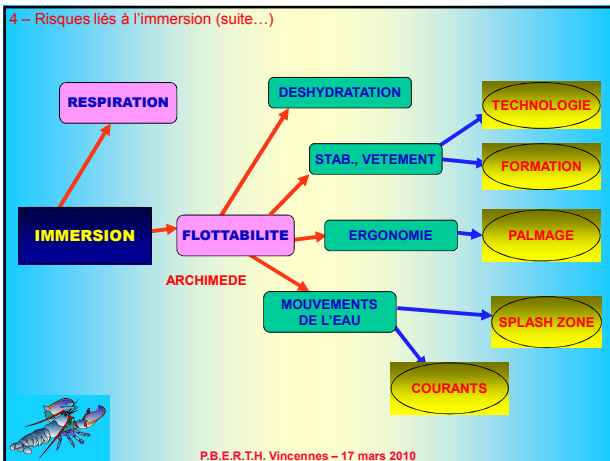 4 – Risques liés à l'immersion (suite…)
RESPIRATION
DESHYDRATATION
TECHNOLOGIE
STAB., VETEMENT
FORMATION
IMMERSION
FLOTTABILITE
ERGONOMIE
PALMAGE
ARCHIMEDE
MOUVEMENTS
DE L'EAU
SPLASH ZONE
COURANTS
P.B.E.R.T.H. Vincennes – 17 mars 2010